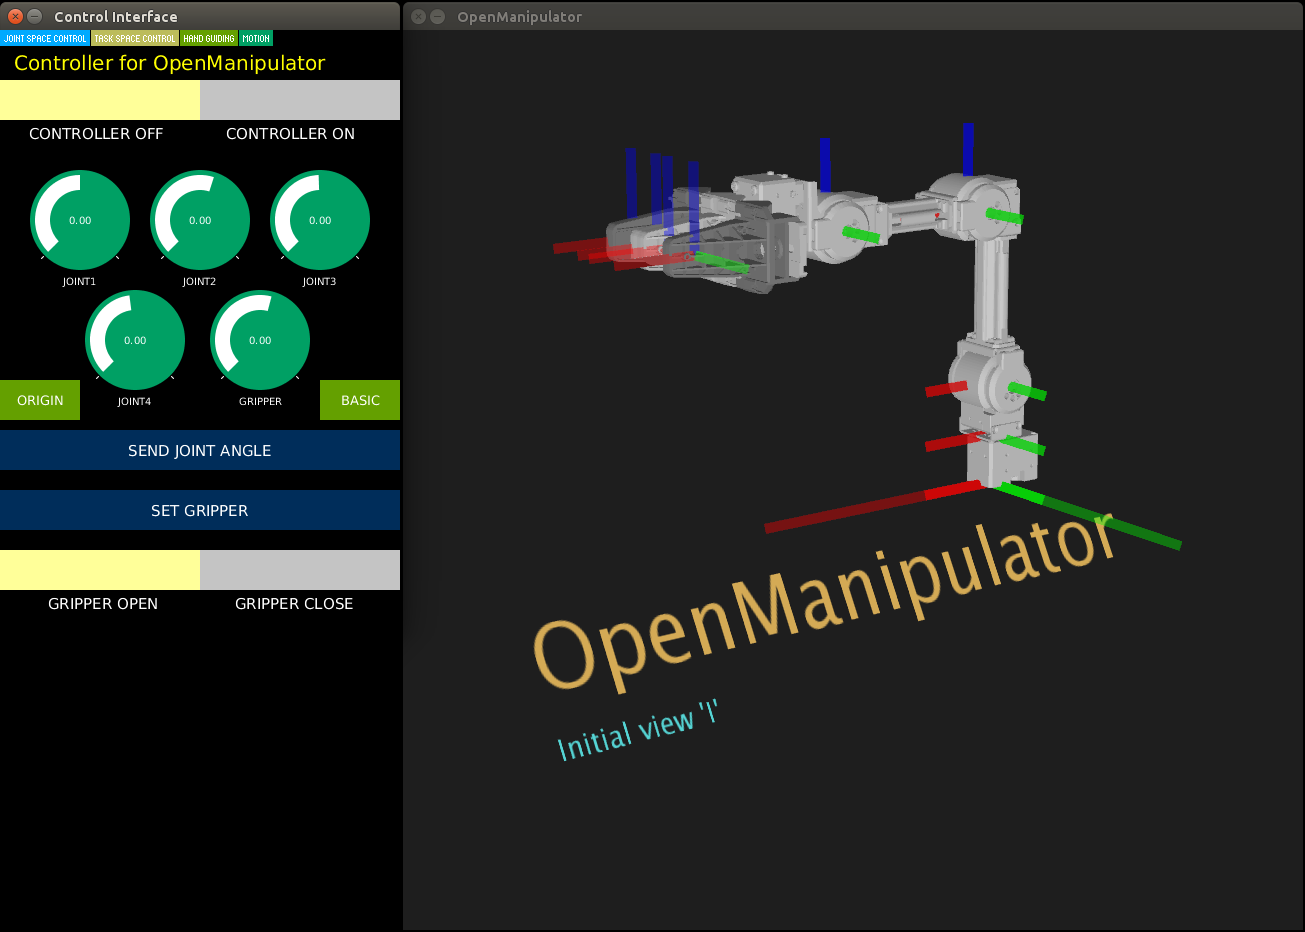 Control Interface
JOINT SPACE CONTROL TASK SPACE CONTROL HAND GUIDING MOTION
Controller for OpenManipulator
CONTROLLER OFF CONTROLLER ON
0.00 0.00 0.00
JOINT1 JOINT2 JOINT3
0.00 0.00
ORIGIN JOINT4 GRIPPER BASIC
SEND JOINT ANGLE
SET GRIPPER
GRIPPER OPEN GRIPPER CLOSE
OpenManipulator
OpenManipulator
Initial view 'I'